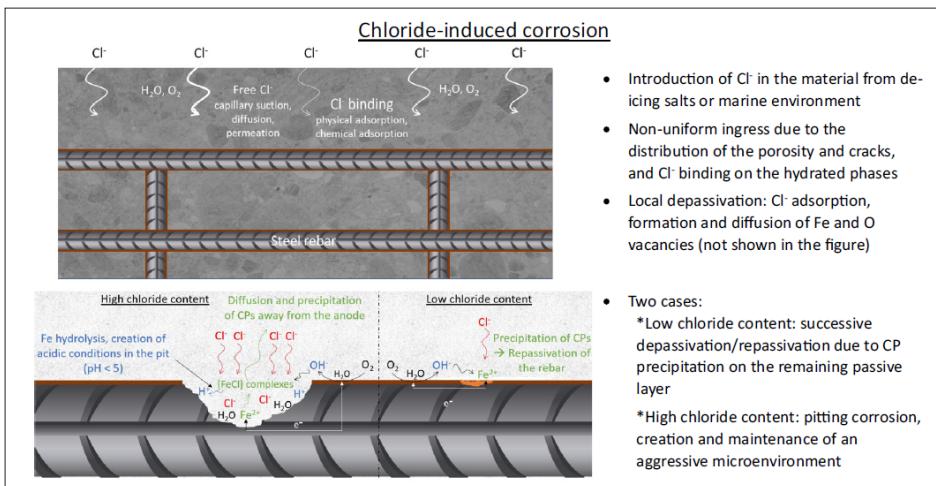 Chloride-induced corrosion
Cl⁻ Cl⁻ Cl⁻ Cl⁻ Cl⁻
H₂O, O₂
Free Cl⁻
capillary suction,
diffusion,
permeation
Cl⁻ binding
physical adsorption,
chemical adsorption
H₂O, O₂
Steel rebar
• Introduction of Cl⁻ in the material from de-
icing salts or marine environment
• Non-uniform ingress due to the
distribution of the porosity and cracks,
and Cl⁻ binding on the hydrated phases
• Local depassivation: Cl⁻ adsorption,
formation and diffusion of Fe and O
vacancies (not shown in the figure)
High chloride content
Diffusion and precipitation
of CPs away from the anode
Fe hydrolysis, creation of
acidic conditions in the pit
(pH < 5)
Cl⁻ Cl⁻ Cl⁻ Cl⁻
[FeCl] complexes
OH⁻
H₂O
O₂
H⁺
H⁺
Cl⁻
Cl⁻
H₂O
H₂O
Fe²⁺
e⁻
Low chloride content
Cl⁻
Precipitation of CPs
→ Repassivation of
the rebar
O₂
H₂O
OH⁻
Fe²⁺
e⁻
• Two cases:
*Low chloride content: successive
depassivation/repassivation due to CP
precipitation on the remaining passive
layer
*High chloride content: pitting corrosion,
creation and maintenance of an
aggressive microenvironment